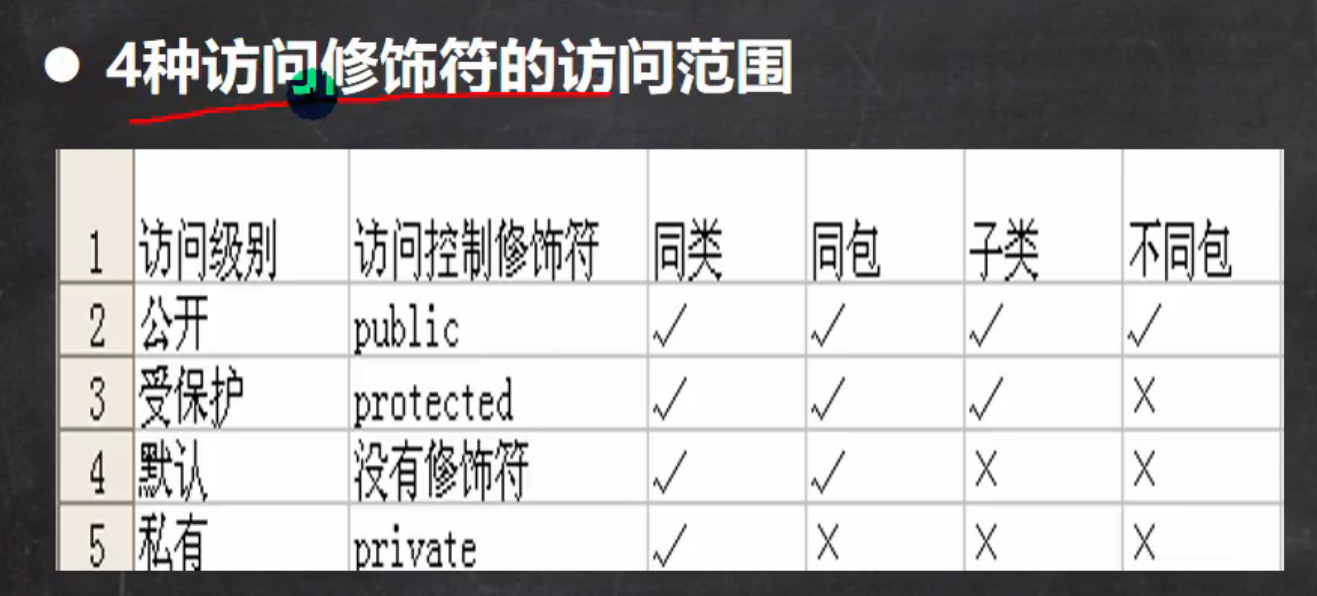 ● 4种访问修饰符的访问范围
1 访问级别 访问控制修饰符 同类 同包 子类 不同包
2 公开 public √ √ √ √
3 受保护 protected √ √ √ ×
4 默认 没有修饰符 √ √ × ×
5 私有 private √ × × ×